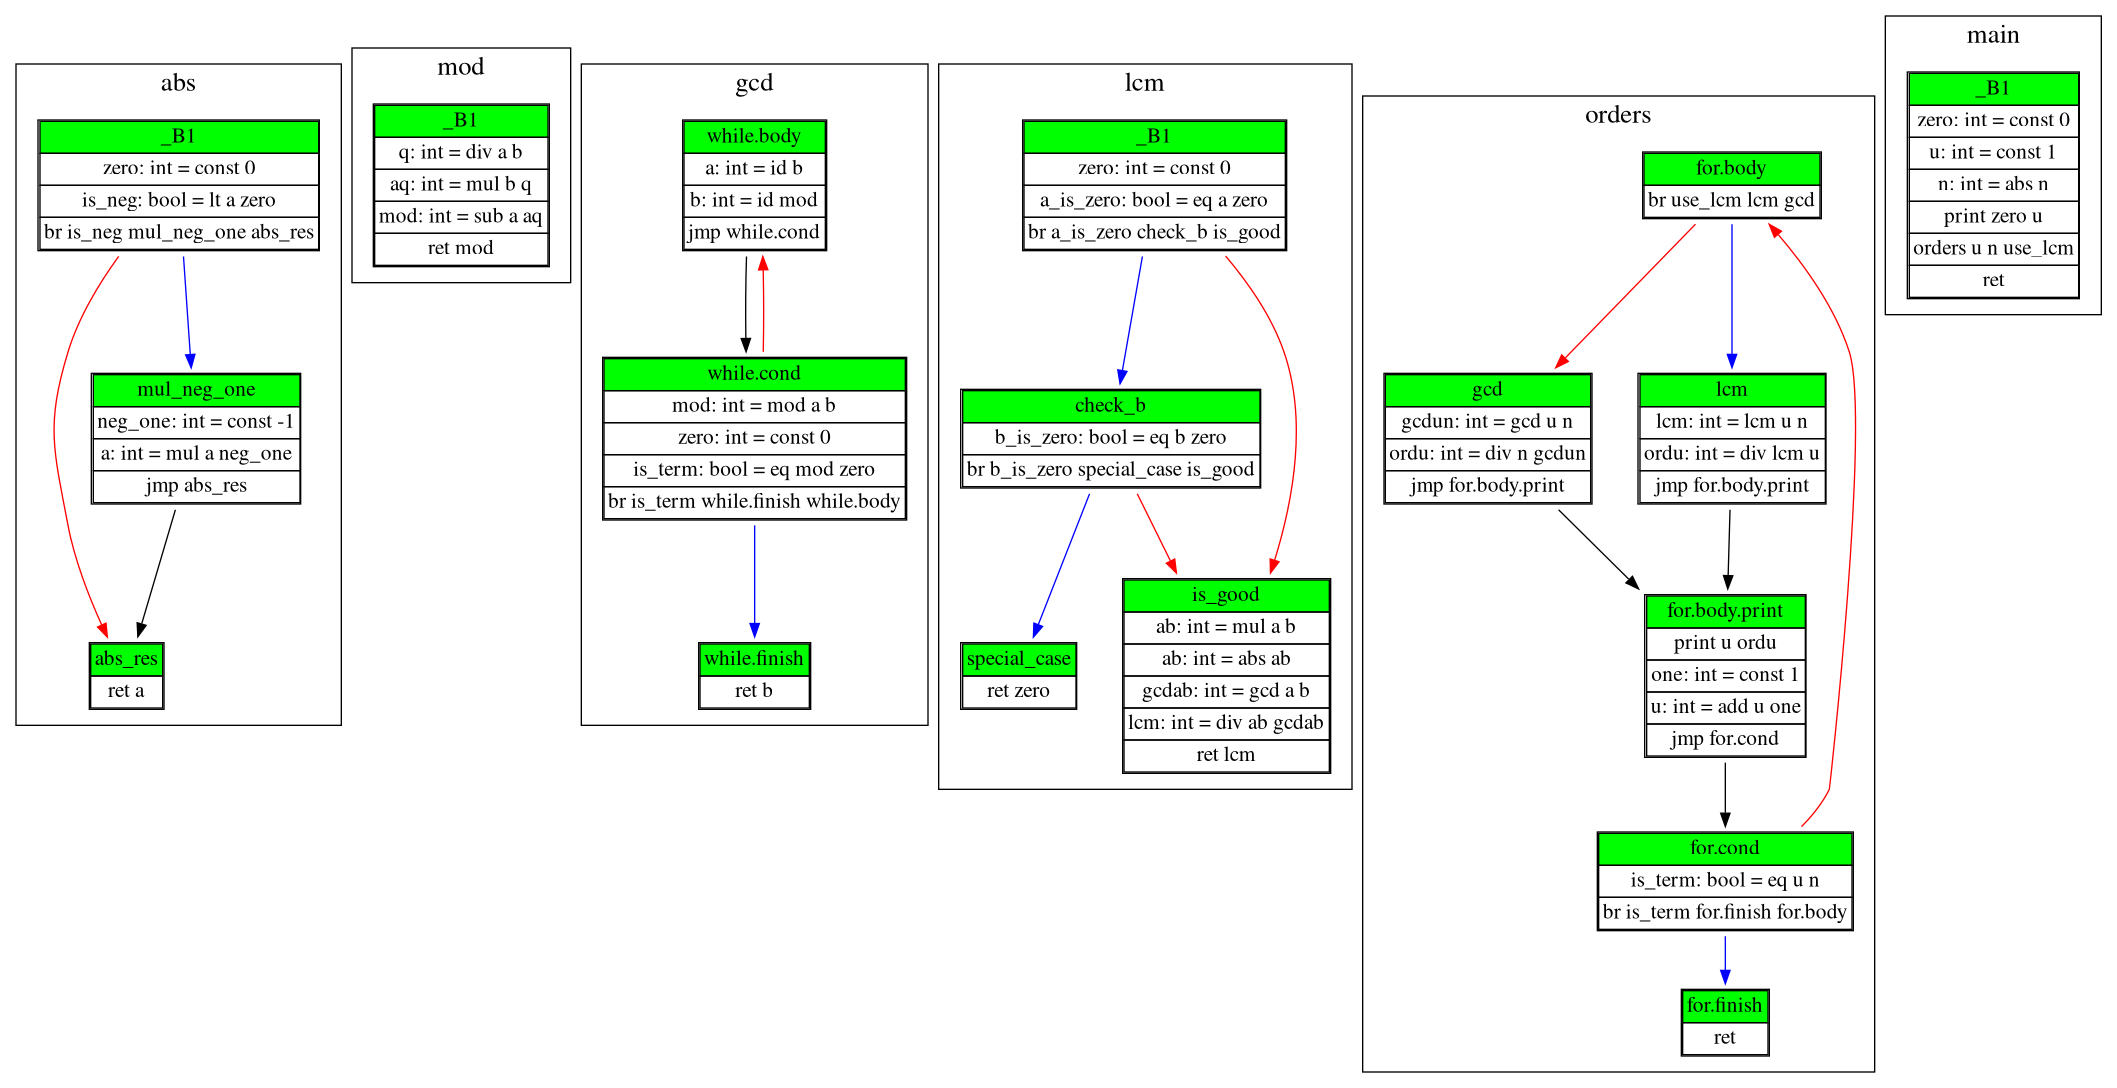 abs
_B1
zero: int = const 0
is_neg: bool = lt a zero
br is_neg mul_neg_one abs_res
mul_neg_one
neg_one: int = const -1
a: int = mul a neg_one
jmp abs_res
abs_res
ret a
mod
_B1
q: int = div a b
aq: int = mul b q
mod: int = sub a aq
ret mod
gcd
while.body
a: int = id b
b: int = id mod
jmp while.cond
while.cond
mod: int = mod a b
zero: int = const 0
is_term: bool = eq mod zero
br is_term while.finish while.body
while.finish
ret b
lcm
_B1
zero: int = const 0
a_is_zero: bool = eq a zero
br a_is_zero check_b is_good
check_b
b_is_zero: bool = eq b zero
br b_is_zero special_case is_good
special_case
ret zero
is_good
ab: int = mul a b
ab: int = abs ab
gcdab: int = gcd a b
lcm: int = div ab gcdab
ret lcm
orders
for.body
br use_lcm lcm gcd
gcd
gcdun: int = gcd u n
ordu: int = div n gcdun
jmp for.body.print
lcm
lcm: int = lcm u n
ordu: int = div lcm u
jmp for.body.print
for.body.print
print u ordu
one: int = const 1
u: int = add u one
jmp for.cond
for.cond
is_term: bool = eq u n
br is_term for.finish for.body
for.finish
ret
main
_B1
zero: int = const 0
u: int = const 1
n: int = abs n
print zero u
orders u n use_lcm
ret